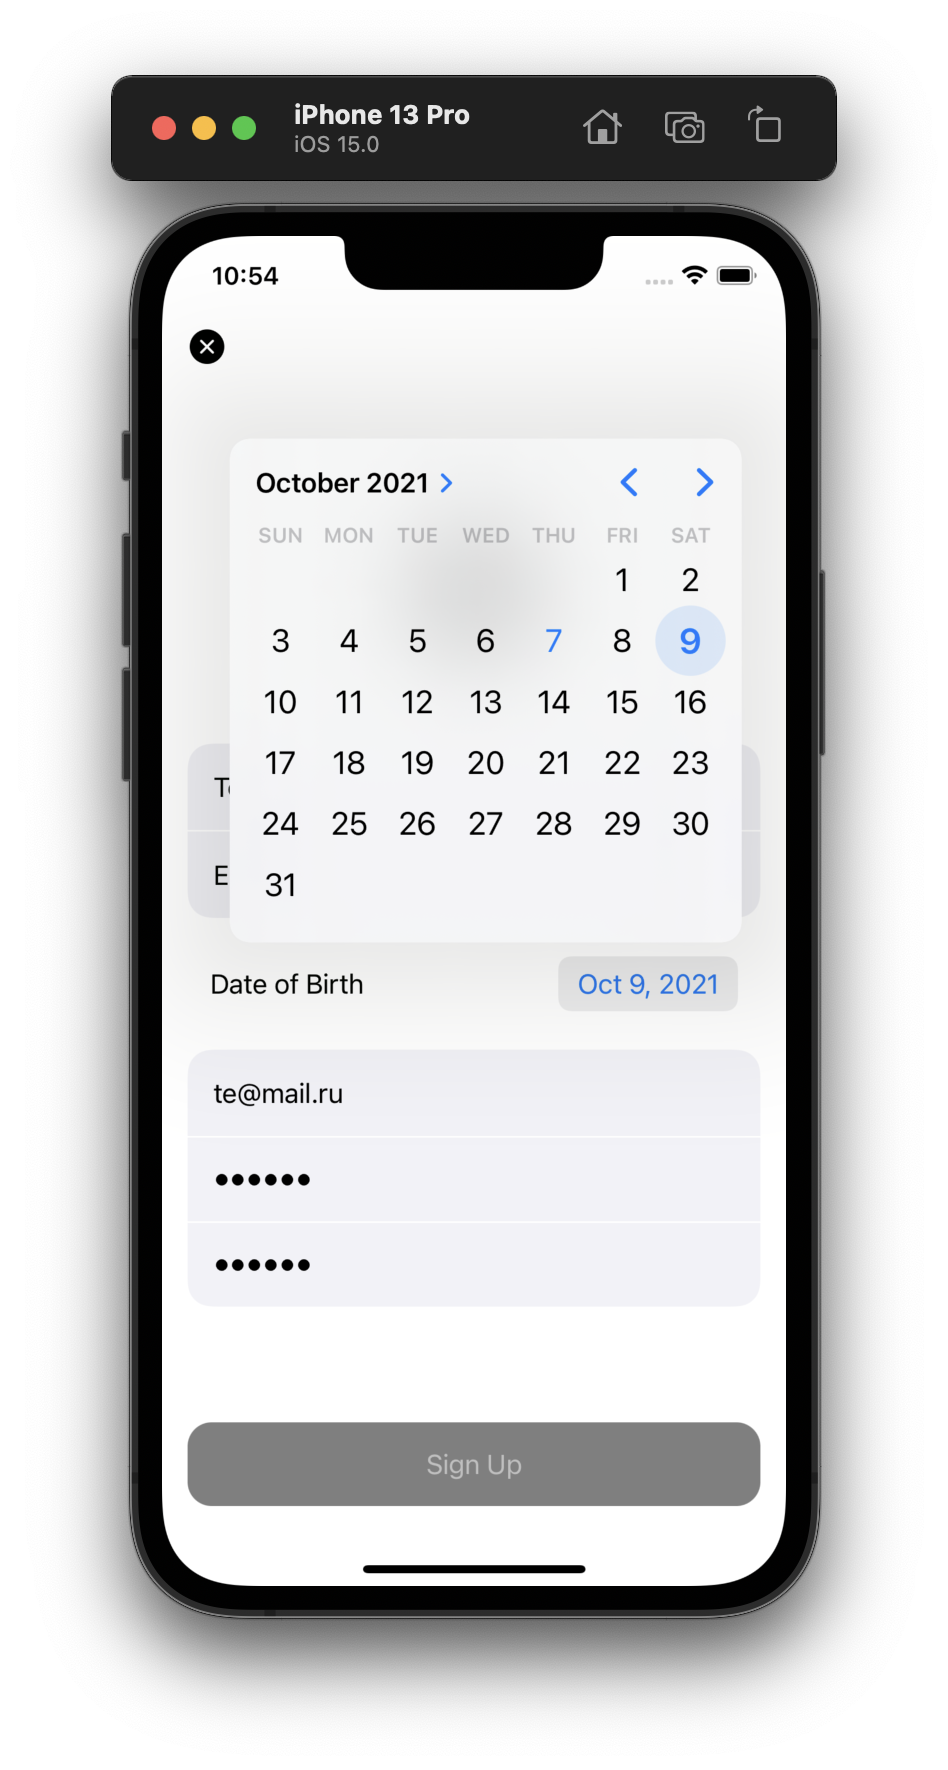 iPhone 13 Pro
iOS 15.0
10:54
October 2021
SUN MON TUE WED THU FRI SAT
1 2
3 4 5 6 7 8 9
10 11 12 13 14 15 16
17 18 19 20 21 22 23
24 25 26 27 28 29 30
31
Date of Birth Oct 9, 2021
te@mail.ru
••••••
••••••
Sign Up